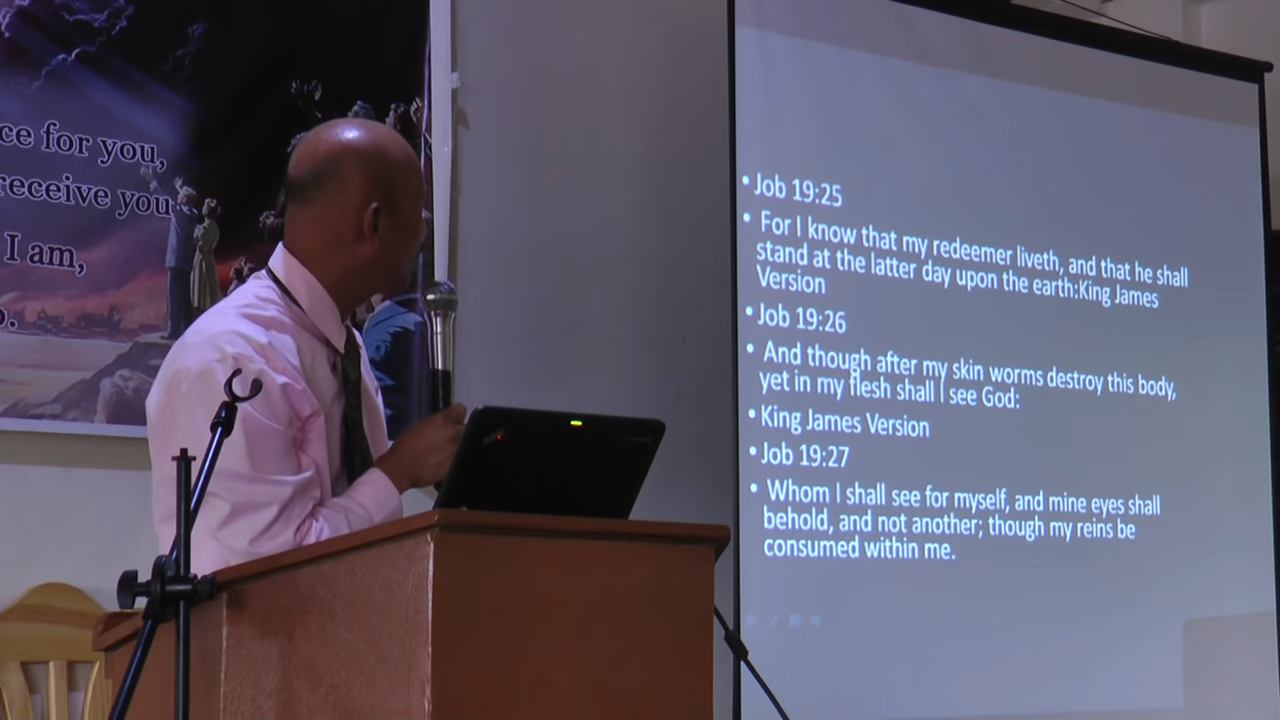 ce for you,
receive you
I am,
• Job 19:25
• For I know that my redeemer liveth, and that he shall
stand at the latter day upon the earth:King James
Version
• Job 19:26
• And though after my skin worms destroy this body,
yet in my flesh shall I see God:
• King James Version
• Job 19:27
• Whom I shall see for myself, and mine eyes shall
behold, and not another; though my reins be
consumed within me.